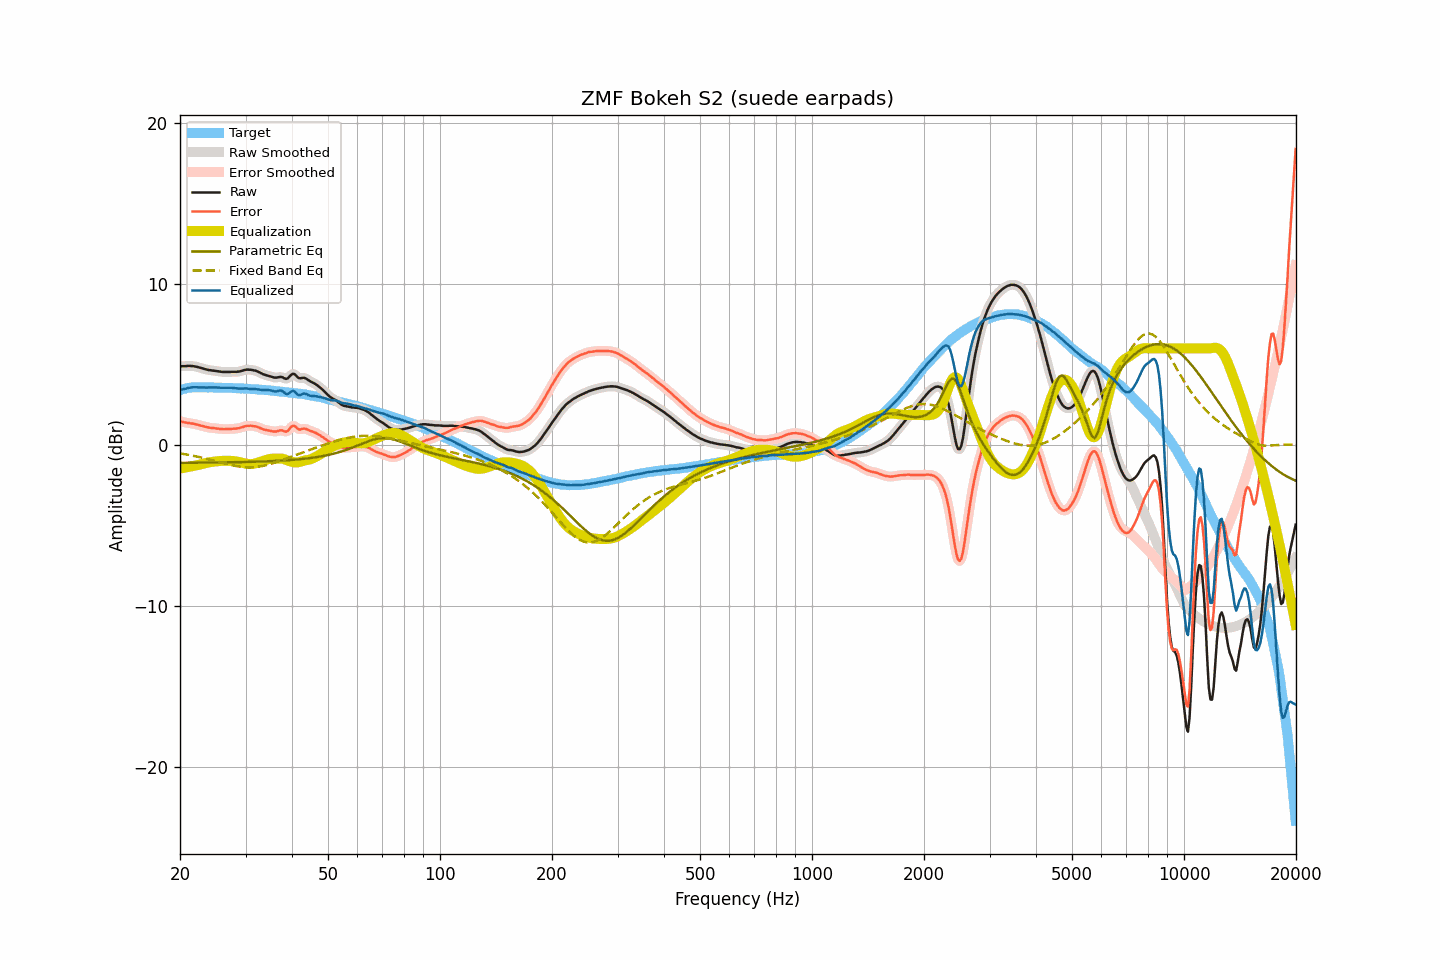 ZMF Bokeh S2 (suede earpads)
Amplitude (dBr)
20
10
0
−10
−20
Target
Raw Smoothed
Error Smoothed
Raw
Error
Equalization
Parametric Eq
Fixed Band Eq
Equalized
20 50 100 200 500 1000 2000 5000 10000 20000
Frequency (Hz)